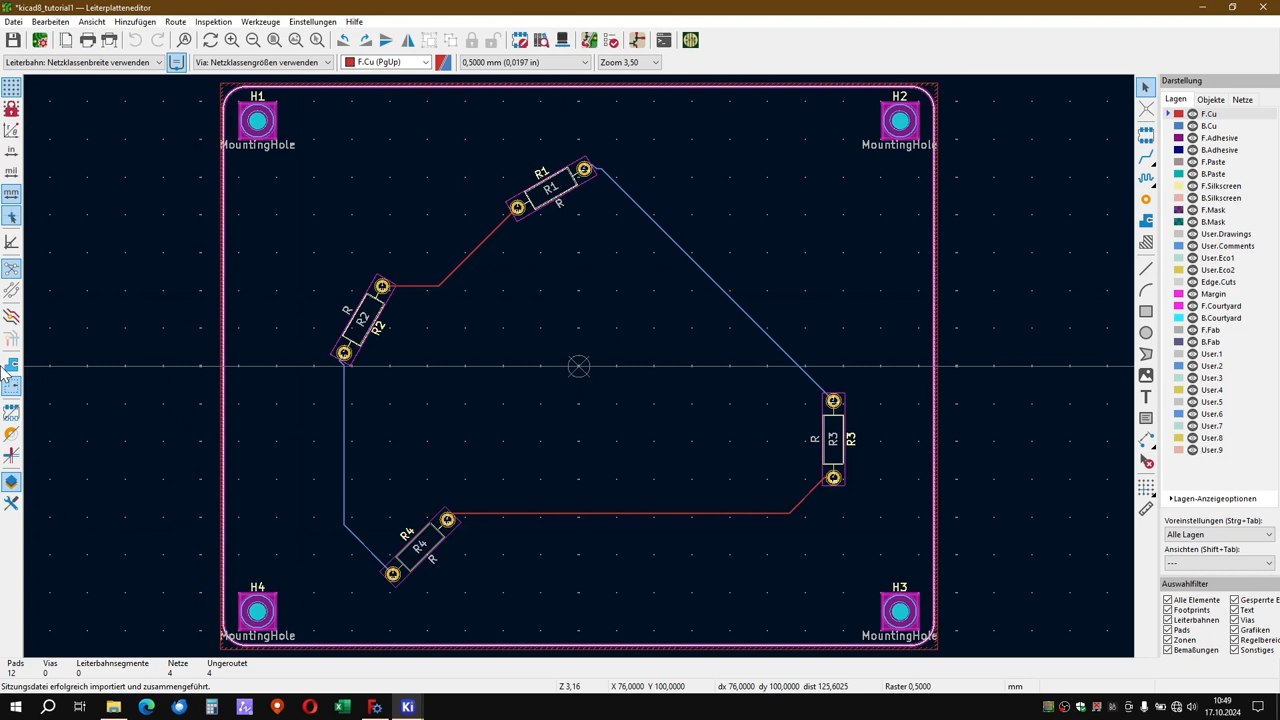 *kicad8_tutorial1 — Leiterplatteneditor
Datei Bearbeiten Ansicht Hinzufügen Route Inspektion Werkzeuge Einstellungen Hilfe
Leiterbahn: Netzklassenbreite verwenden Via: Netzklassengrößen verwenden F.Cu (PgUp) 0,5000 mm (0,0197 in) Zoom 3,50
in
mil
mm
H1
MountingHole
H2
MountingHole
R1
R1
R
R
R2
R2
R
R3
R3
R4
R4
R
H4
MountingHole
H3
MountingHole
Darstellung
Lagen Objekte Netze
F.Cu
B.Cu
F.Adhesive
B.Adhesive
F.Paste
B.Paste
F.Silkscreen
B.Silkscreen
F.Mask
B.Mask
User.Drawings
User.Comments
User.Eco1
User.Eco2
Edge.Cuts
Margin
F.Courtyard
B.Courtyard
F.Fab
B.Fab
User.1
User.2
User.3
User.4
User.5
User.6
User.7
User.8
User.9
Lagen-Anzeigeoptionen
Voreinstellungen (Strg+Tab):
Alle Lagen
Ansichten (Shift+Tab):
---
Auswahlfilter
Alle Elemente Gesperrte E
Footprints Text
Leiterbahnen Vias
Pads Grafiken
Zonen Regelberei
Bemaßungen Sonstiges
Pads Vias Leiterbahnsegmente Netze Ungeroutet
12 0 0 4 4
Sitzungsdatei erfolgreich importiert und zusammengeführt. Z 3,16 X 76,0000 Y 100,0000 dx 76,0000 dy 100,0000 dist 125,6025 Raster 0,5000 mm
Ki
10:49
17.10.2024